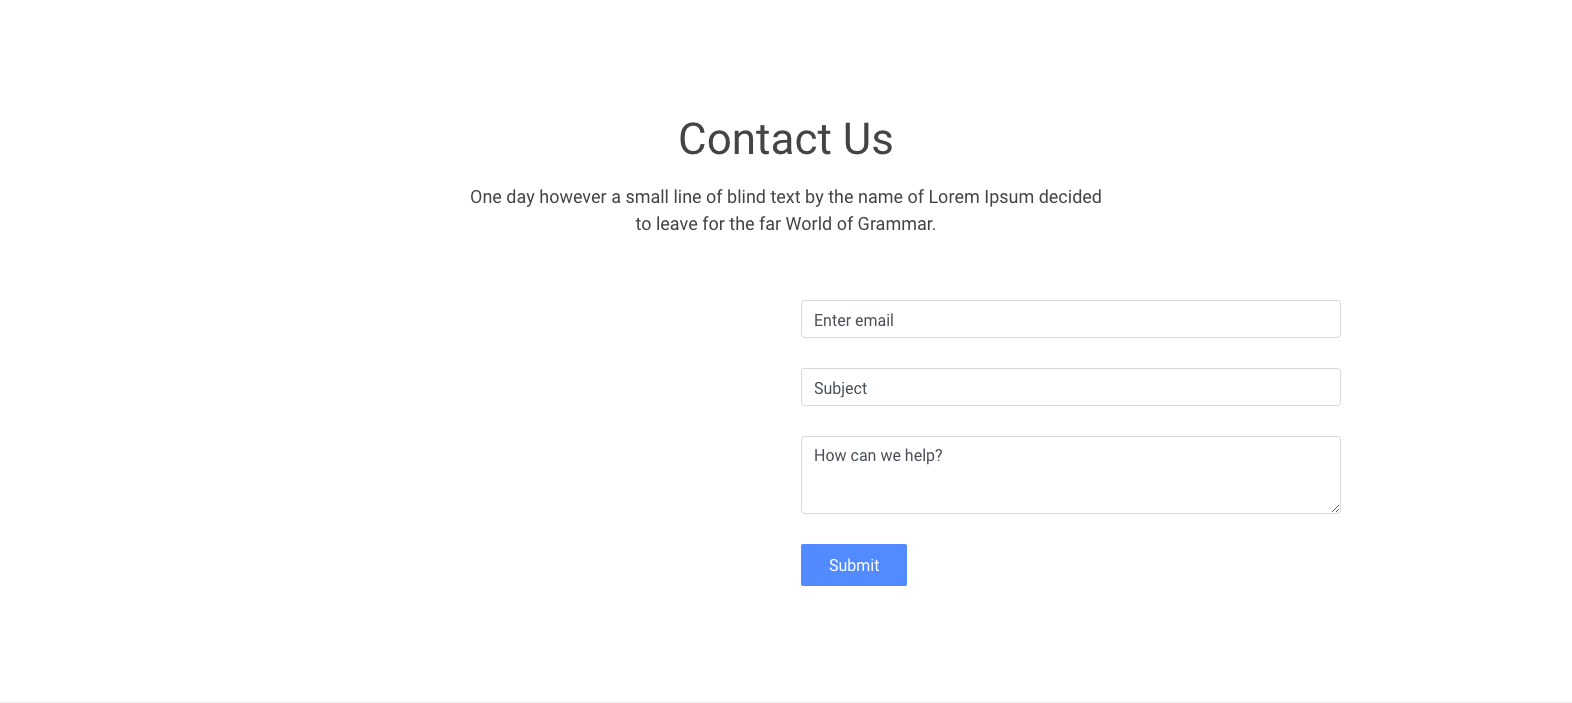 Contact Us
One day however a small line of blind text by the name of Lorem Ipsum decided
to leave for the far World of Grammar.
Enter email
Subject
How can we help?
Submit